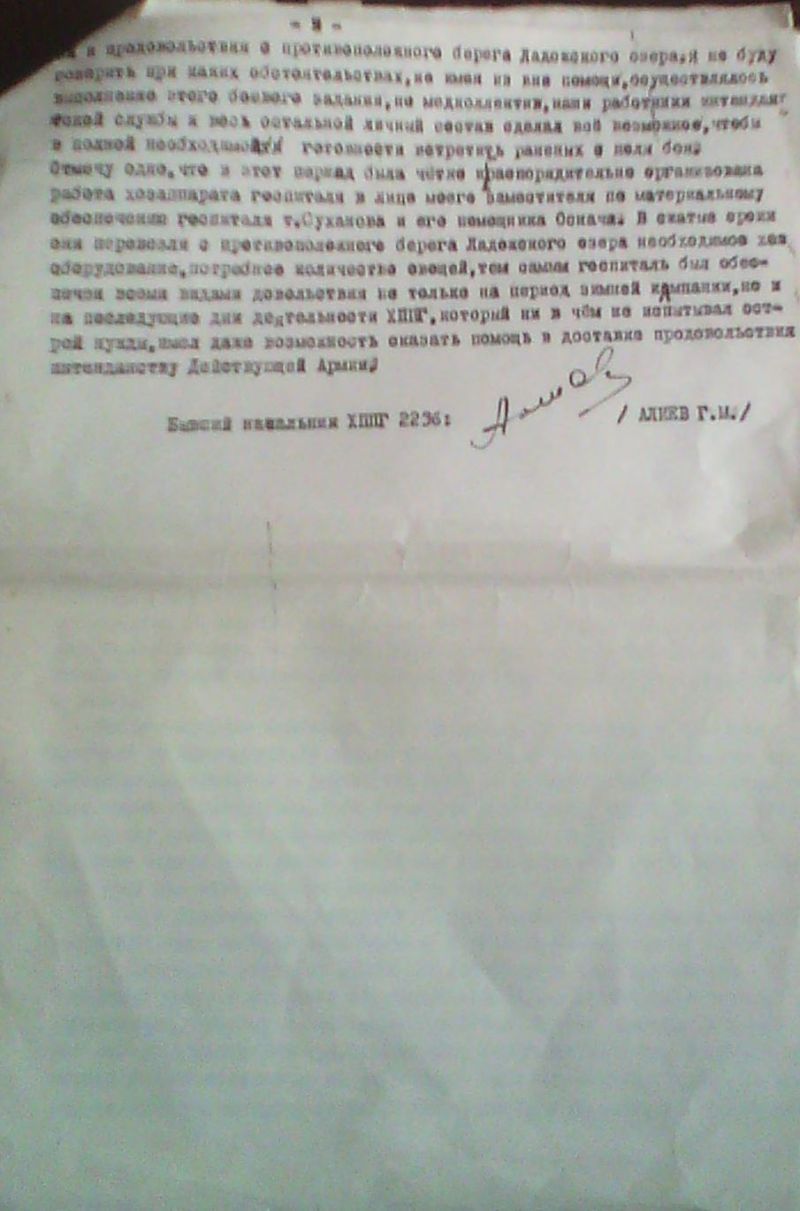 и продовольствия с противоположного берега Ладожского озера. Я не буду
говорить при каких обстоятельствах, не имея из вне помощи, осуществлялось
выполнение этого боевого задания, но медколлектив, наши работники интендант-
ской службы и весь остальной личный состав сделал всё возможное, чтобы
в полной готовности встретить раненых с поля боя.
Отмечу одно, что в этот период была чётко и распорядительно организована
работа хозаппарата госпиталя в лице моего заместителя по материальному
обеспечению госпиталя т. Суханова и его помощника Осначa. В сжатые сроки
они перевезли с противоположного берега Ладожского озера необходимое хоз
оборудование, потребное количество овощей, тем самым госпиталь был обес-
печен всеми видами довольствия не только на период зимней кампании, но и
на последующие дни деятельности ХППГ, который ни в чём не испытывал ост-
рой нужды, имел даже возможность оказать помощь в доставке продовольствия
интенданству Действующей Армии.
Бывший начальник ХППГ 2236: / АЛИЕВ Г.М./